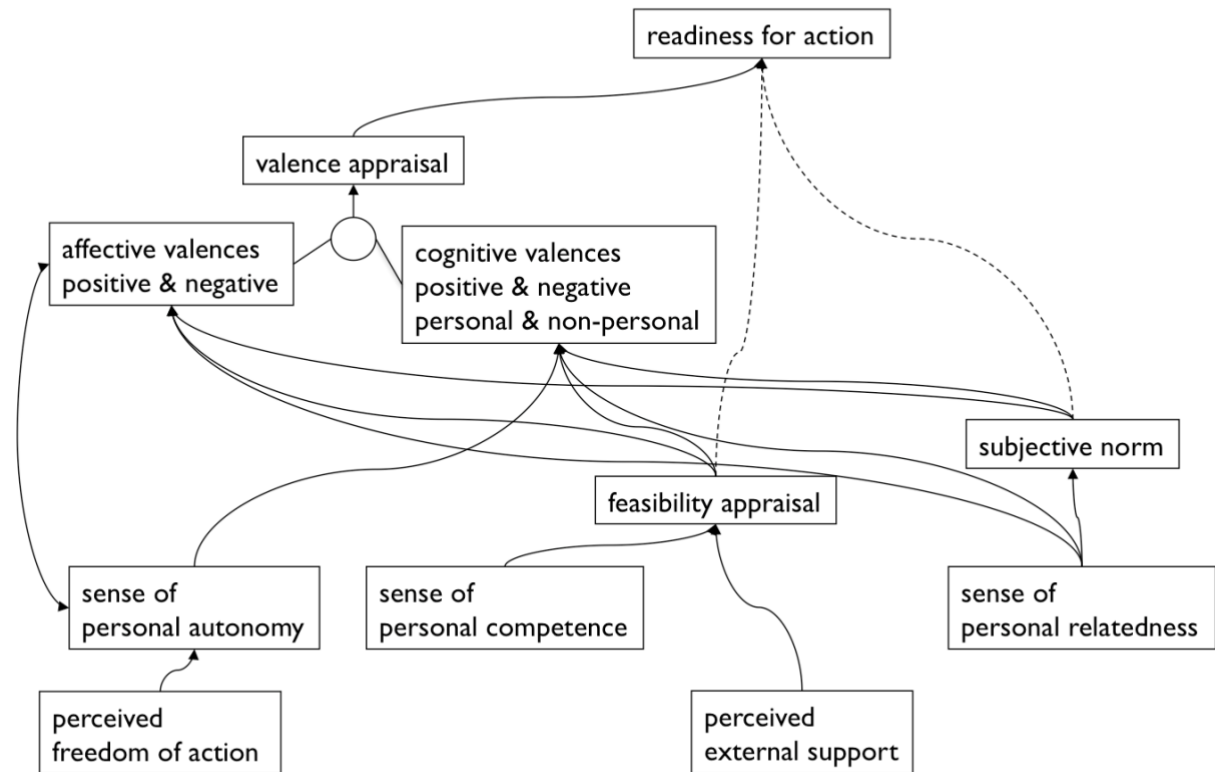 readiness for action
valence appraisal
affective valences
positive & negative
cognitive valences
positive & negative
personal & non-personal
subjective norm
feasibility appraisal
sense of
personal autonomy
sense of
personal competence
sense of
personal relatedness
perceived
freedom of action
perceived
external support